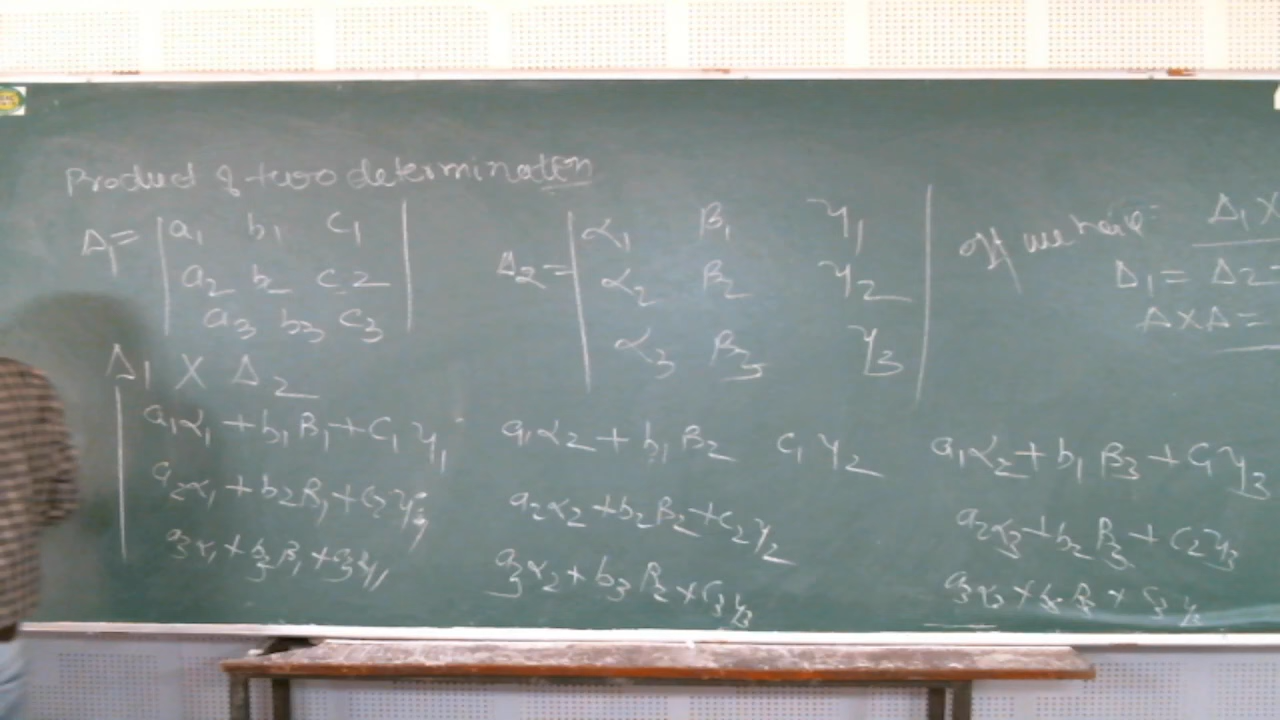 Product of two determinaten
Δ1 = | a1 b1 c1 |
a2 b2 c2
a3 b3 c3
Δ2 = | α1 β1 γ1 |
α2 β2 γ2
α3 β3 γ3
If we have Δ1 X
Δ1 = Δ2 =
Δ X Δ =
Δ1 X Δ2
| a1α1 + b1β1 + c1γ1 a1α2 + b1β2 c1γ2 a1α2 + b1β3 + c1γ3
a2α1 + b2β1 + c2γ1 a2α2 + b2β2 + c2γ2 a2α3 + b2β3 + c2γ3
a3α1 + b3β1 + c3γ1 a3α2 + b3β2 + c3γ2 a3α3 + b3β3 + c3γ3